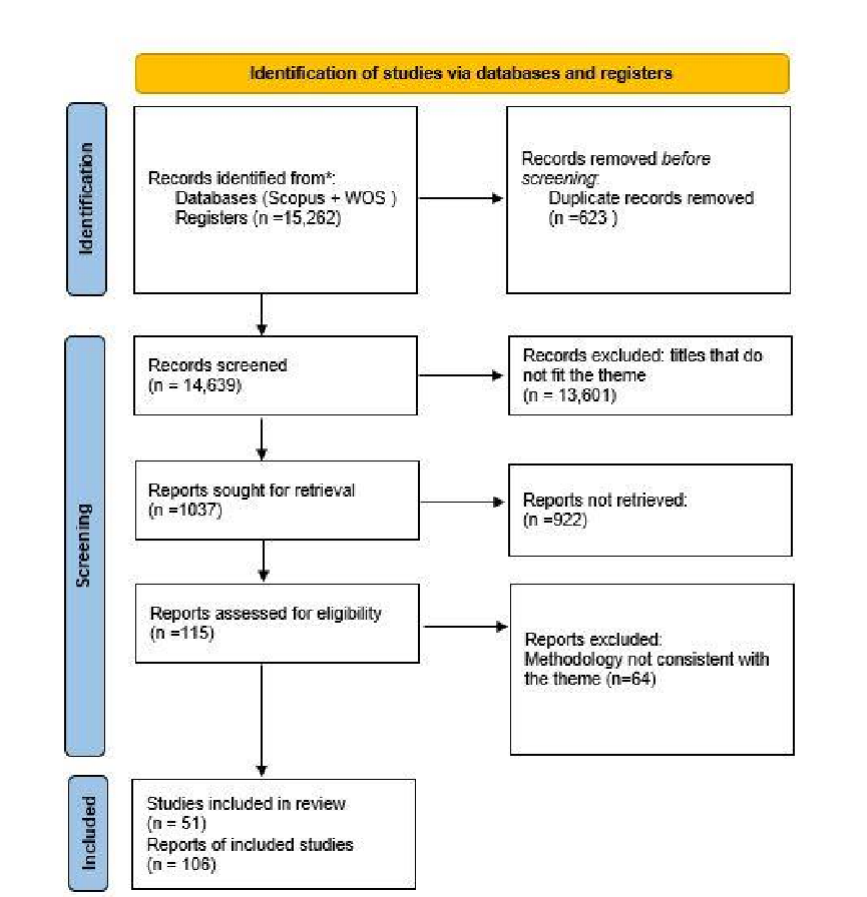 Identification of studies via databases and registers
Identification
Records identified from*:
Databases (Scopus + WOS )
Registers (n =15,262)
Records removed before
screening:
Duplicate records removed
(n =623 )
Screening
Records screened
(n = 14,639)
Records excluded: titles that do
not fit the theme
(n = 13,601)
Reports sought for retrieval
(n =1037)
Reports not retrieved:
(n =922)
Reports assessed for eligibility
(n =115)
Reports excluded:
Methodology not consistent with
the theme (n=64)
Included
Studies included in review
(n = 51)
Reports of included studies
(n = 106)